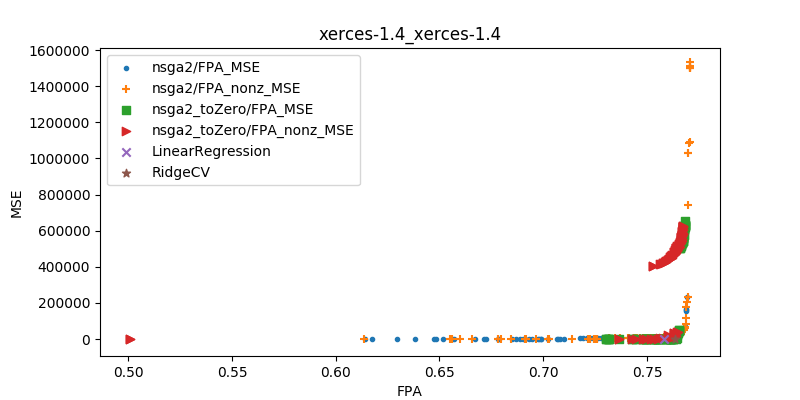 xerces-1.4_xerces-1.4
1600000
1400000
1200000
1000000
800000
600000
400000
200000
0
MSE
nsga2/FPA_MSE
nsga2/FPA_nonz_MSE
nsga2_toZero/FPA_MSE
nsga2_toZero/FPA_nonz_MSE
LinearRegression
RidgeCV
0.50 0.55 0.60 0.65 0.70 0.75
FPA